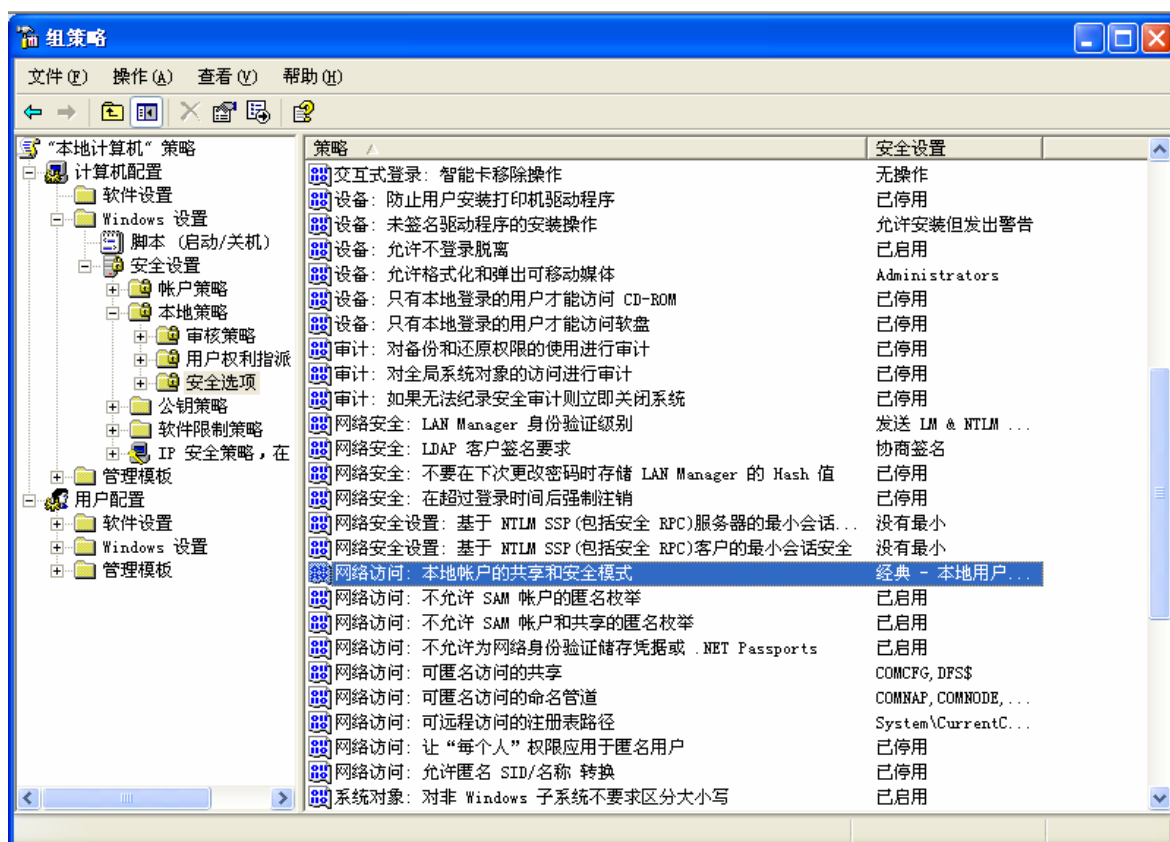 组策略
文件(F) 操作(A) 查看(V) 帮助(H)
“本地计算机” 策略
计算机配置
软件设置
Windows 设置
脚本 (启动/关机)
安全设置
帐户策略
本地策略
审核策略
用户权利指派
安全选项
公钥策略
软件限制策略
IP 安全策略，在
管理模板
用户配置
软件设置
Windows 设置
管理模板
策略 安全设置
交互式登录: 智能卡移除操作 无操作
设备: 防止用户安装打印机驱动程序 已停用
设备: 未签名驱动程序的安装操作 允许安装但发出警告
设备: 允许不登录脱离 已启用
设备: 允许格式化和弹出可移动媒体 Administrators
设备: 只有本地登录的用户才能访问 CD-ROM 已停用
设备: 只有本地登录的用户才能访问软盘 已停用
审计: 对备份和还原权限的使用进行审计 已停用
审计: 对全局系统对象的访问进行审计 已停用
审计: 如果无法纪录安全审计则立即关闭系统 已停用
网络安全: LAN Manager 身份验证级别 发送 LM & NTLM ...
网络安全: LDAP 客户签名要求 协商签名
网络安全: 不要在下次更改密码时存储 LAN Manager 的 Hash 值 已停用
网络安全: 在超过登录时间后强制注销 已停用
网络安全设置: 基于 NTLM SSP(包括安全 RPC)服务器的最小会话... 没有最小
网络安全设置: 基于 NTLM SSP(包括安全 RPC)客户的最小会话安全 没有最小
网络访问: 本地帐户的共享和安全模式 经典 - 本地用户...
网络访问: 不允许 SAM 帐户的匿名枚举 已启用
网络访问: 不允许 SAM 帐户和共享的匿名枚举 已启用
网络访问: 不允许为网络身份验证储存凭据或 .NET Passports 已启用
网络访问: 可匿名访问的共享 COMCFG,DFS$
网络访问: 可匿名访问的命名管道 COMNAP,COMNODE,...
网络访问: 可远程访问的注册表路径 System\CurrentC...
网络访问: 让“每个人”权限应用于匿名用户 已停用
网络访问: 允许匿名 SID/名称 转换 已停用
系统对象: 对非 Windows 子系统不要求区分大小写 已启用